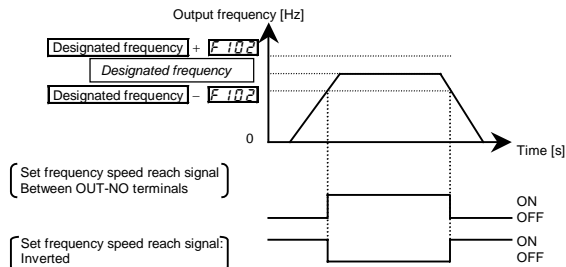 Output frequency [Hz]
Designated frequency + F102
Designated frequency
Designated frequency − F102
0
Time [s]
Set frequency speed reach signal
Between OUT-NO terminals
ON
OFF
Set frequency speed reach signal:
Inverted
ON
OFF